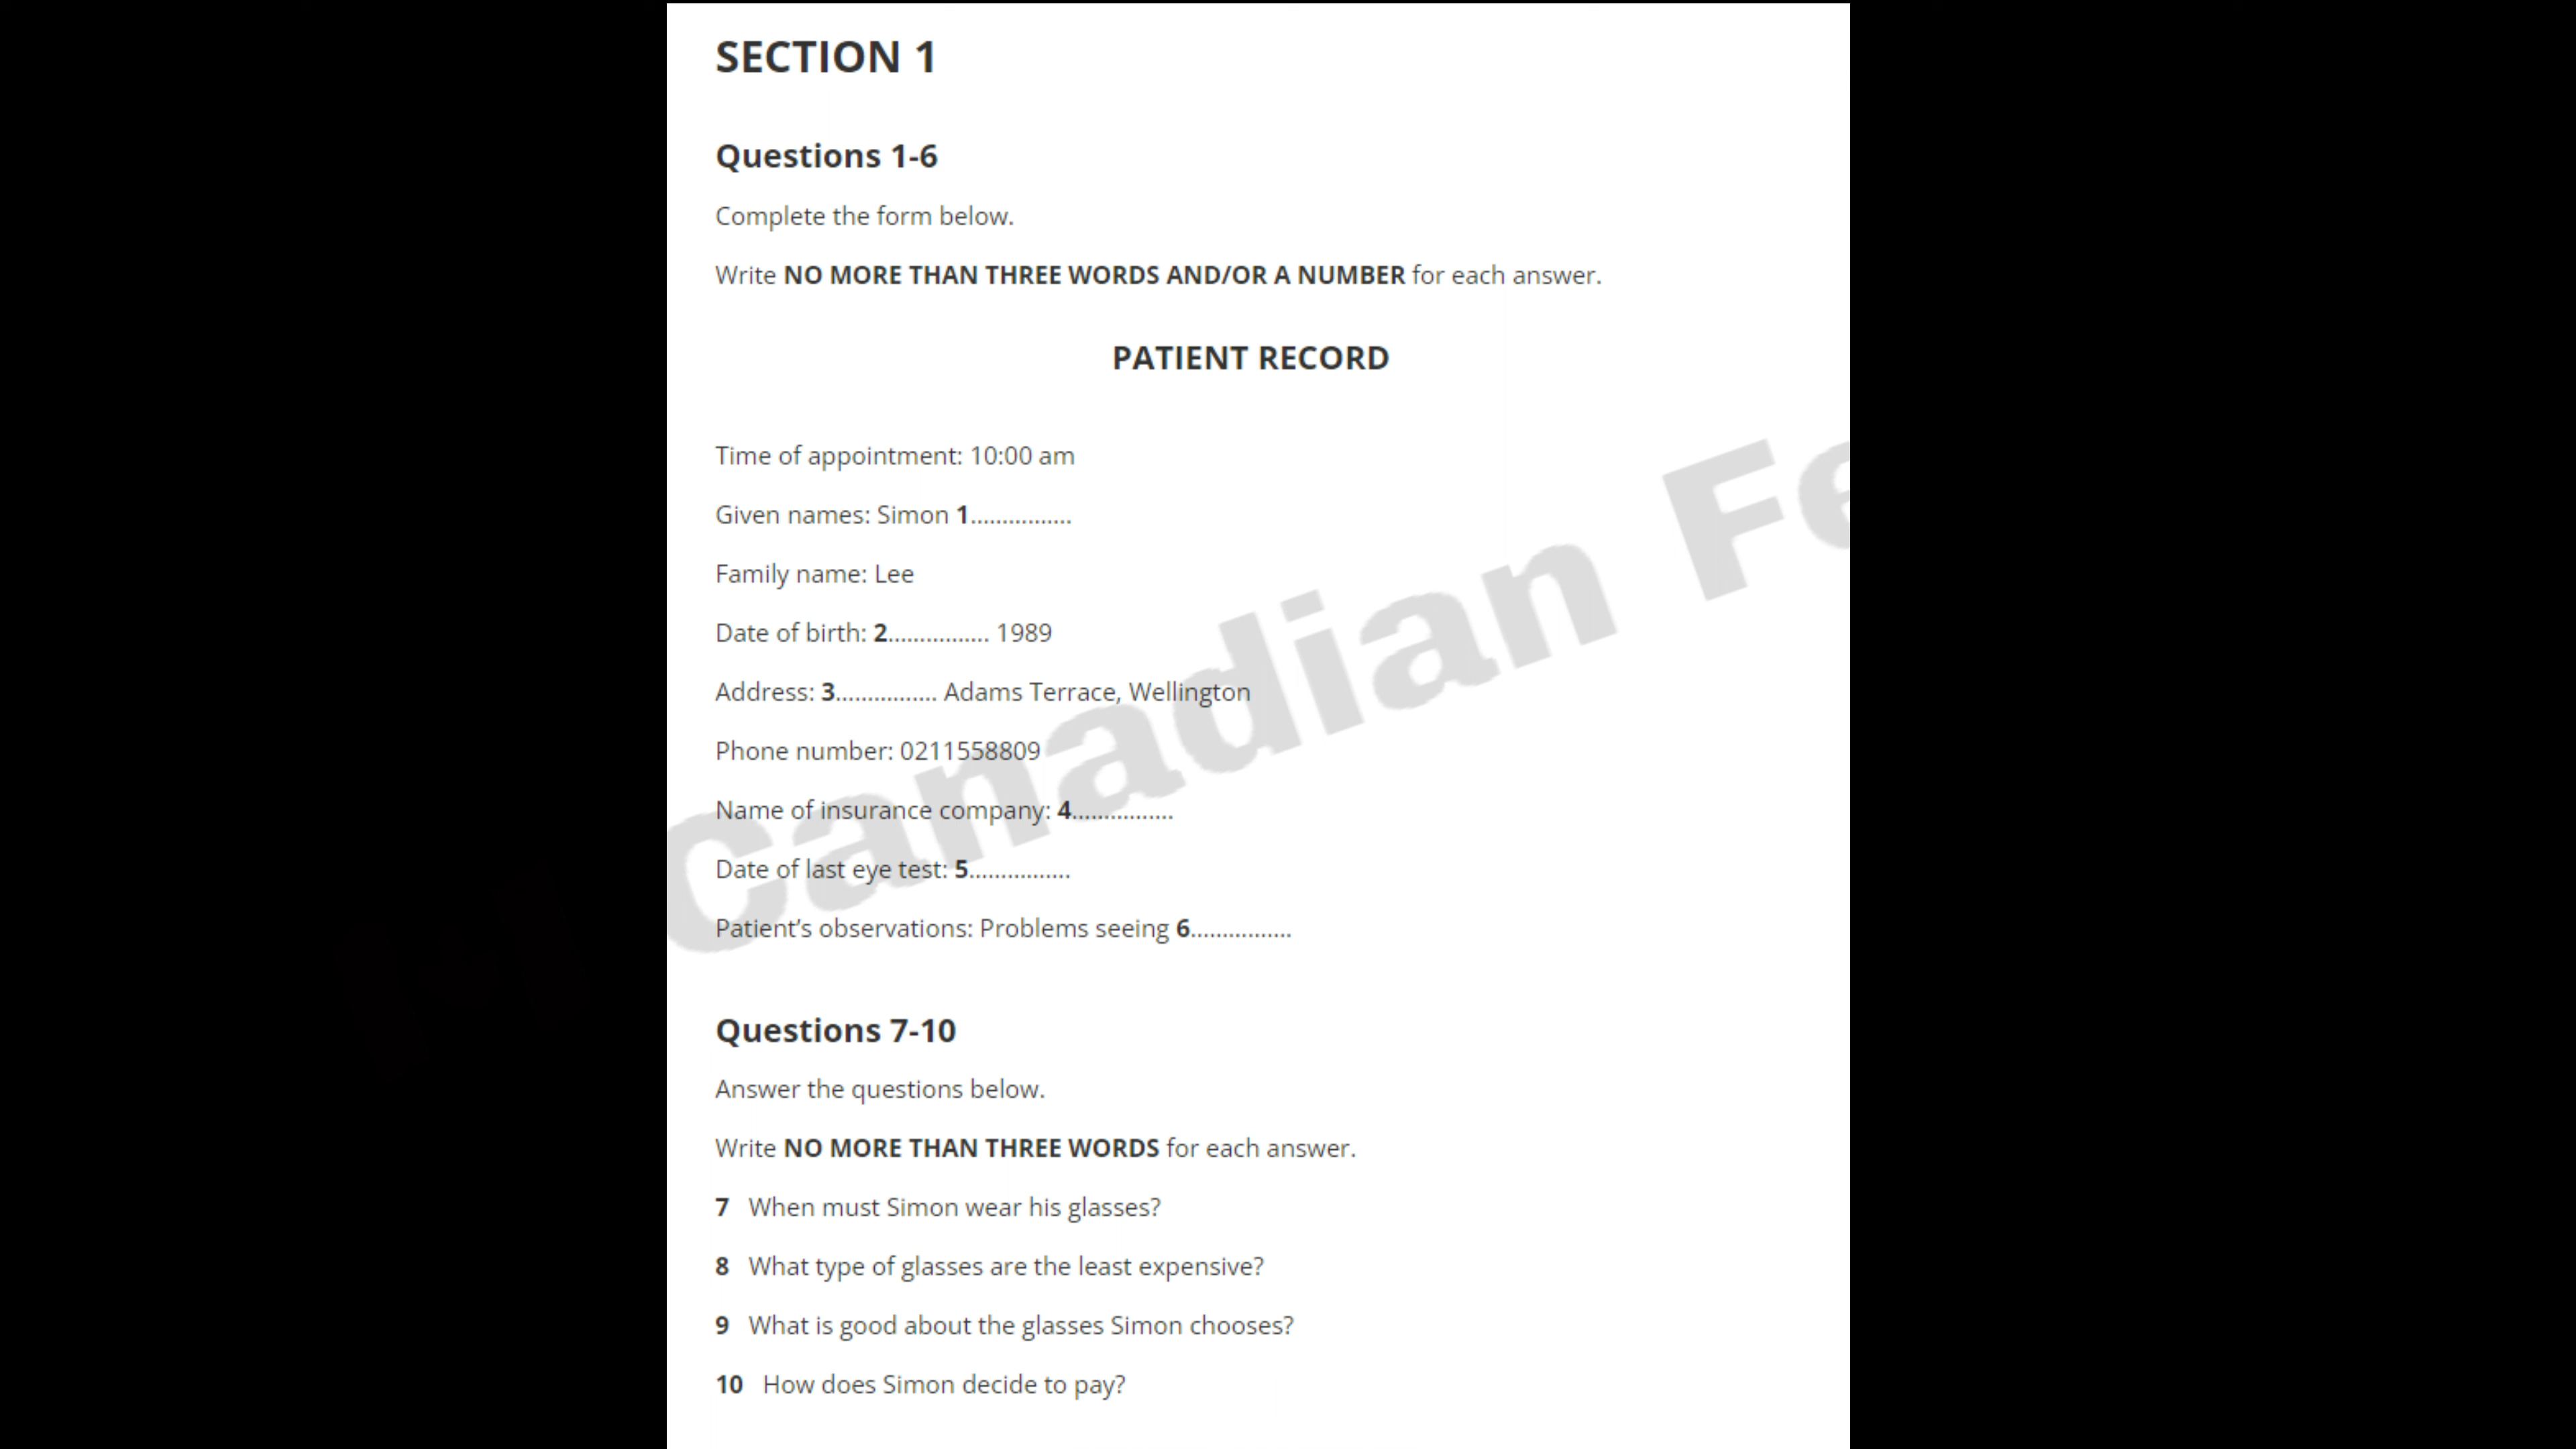 SECTION 1
Questions 1-6
Complete the form below.
Write NO MORE THAN THREE WORDS AND/OR A NUMBER for each answer.
PATIENT RECORD
Time of appointment: 10:00 am
Given names: Simon 1................
Family name: Lee
Date of birth: 2................ 1989
Address: 3................ Adams Terrace, Wellington
Phone number: 0211558809
Name of insurance company: 4................
Date of last eye test: 5................
Patient’s observations: Problems seeing 6................
Canadian Fe
Questions 7-10
Answer the questions below.
Write NO MORE THAN THREE WORDS for each answer.
7 When must Simon wear his glasses?
8 What type of glasses are the least expensive?
9 What is good about the glasses Simon chooses?
10 How does Simon decide to pay?